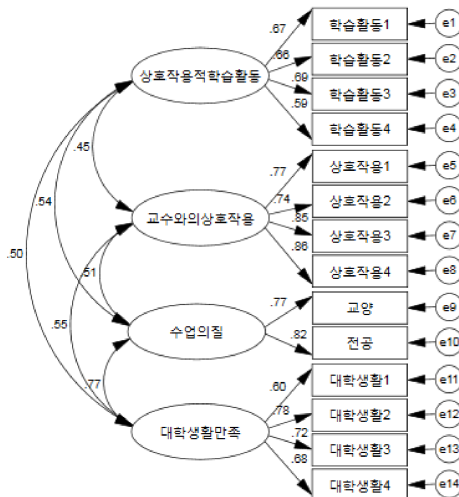 .67
학습활동1
e1
.66
학습활동2
e2
상호작용적학습활동
.69
학습활동3
e3
.59
학습활동4
e4
.45
.77
상호작용1
e5
.54
.74
상호작용2
e6
교수와의상호작용
.85
상호작용3
e7
.50
.86
상호작용4
e8
.51
.77
교양
e9
.55
수업의질
.82
전공
e10
.77
.60
대학생활1
e11
.78
대학생활2
e12
대학생활만족
.72
대학생활3
e13
.68
대학생활4
e14